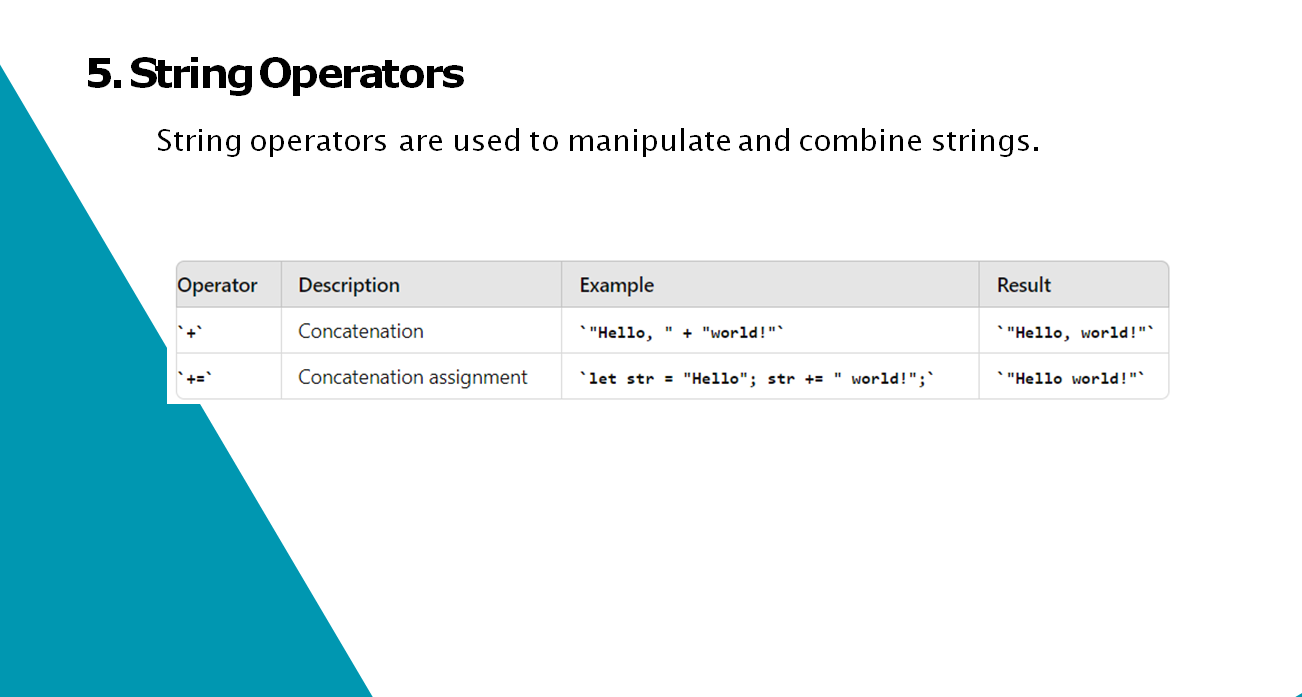 5. String Operators
String operators are used to manipulate and combine strings.
Operator Description Example Result
`+` Concatenation `"Hello, " + "world!"` `"Hello, world!"`
`+=` Concatenation assignment `let str = "Hello"; str += " world!";` `"Hello world!"`